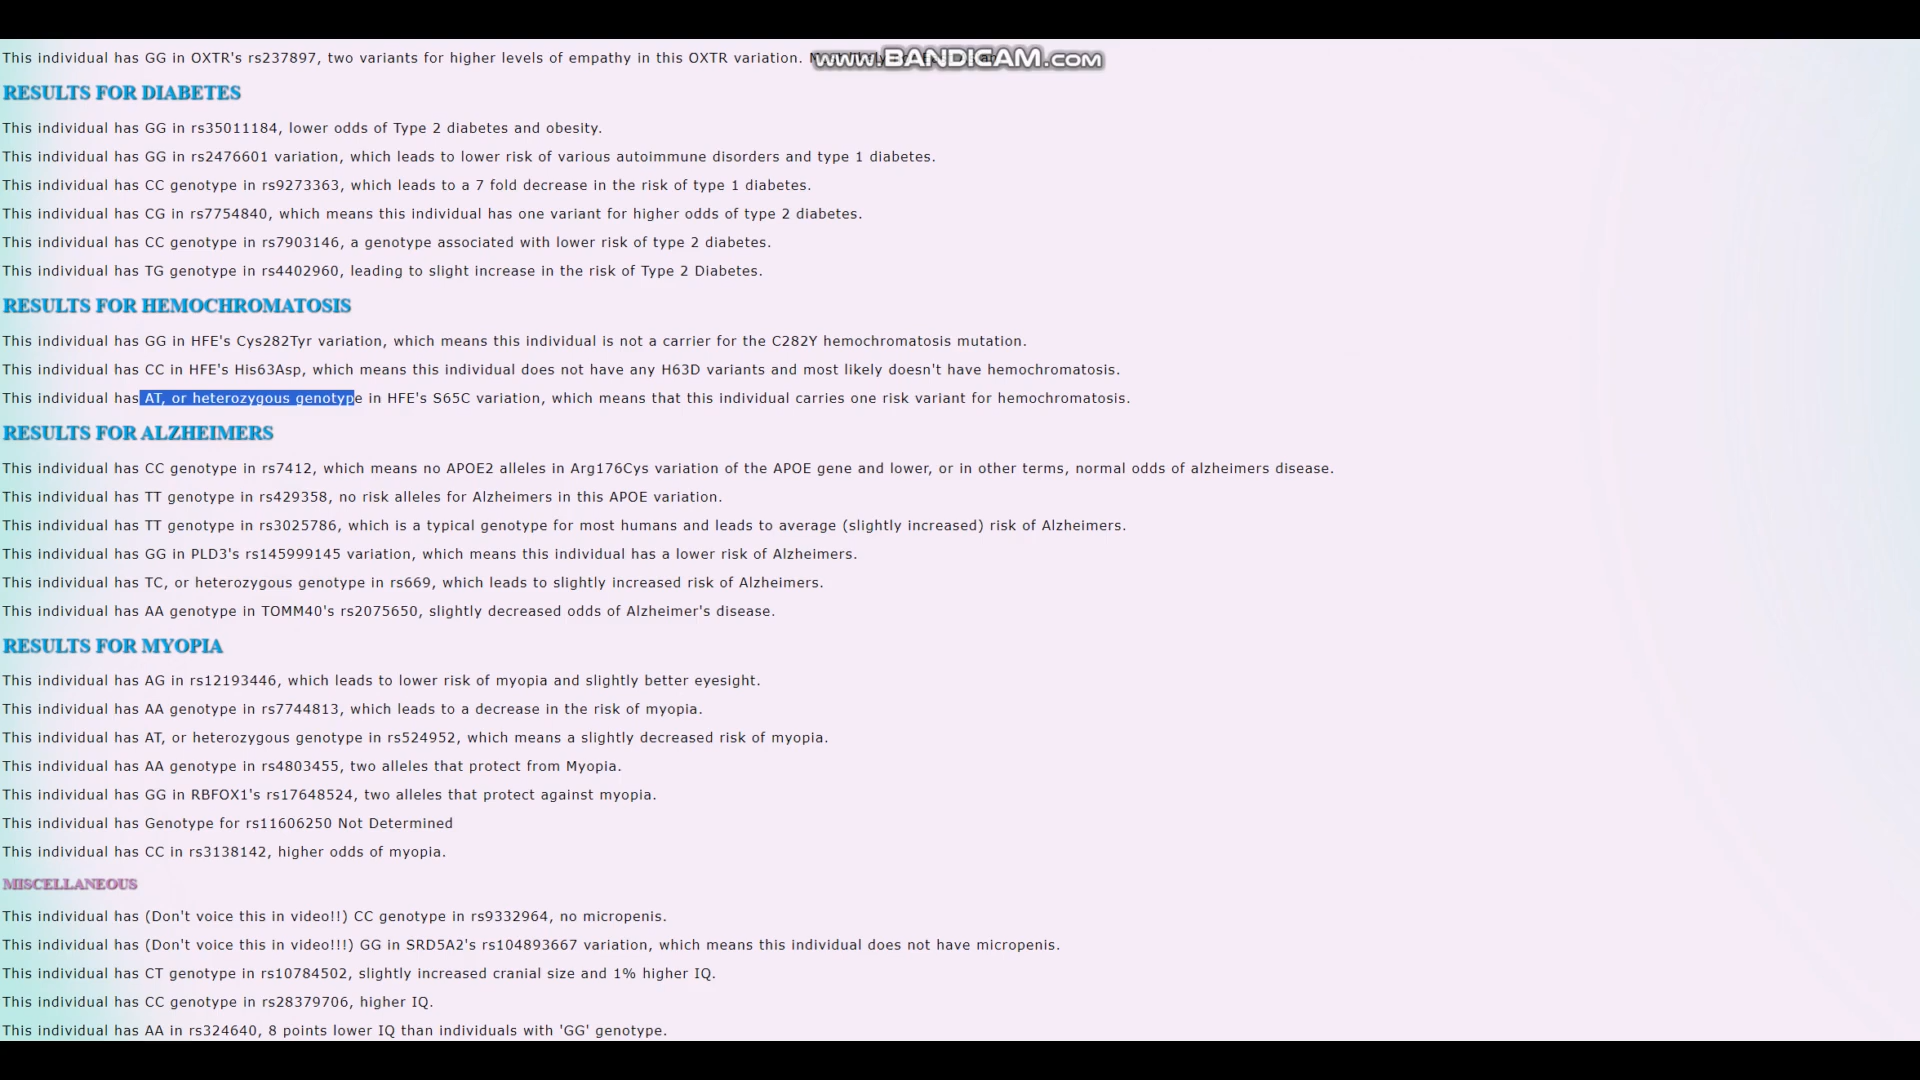 This individual has GG in OXTR's rs237897, two variants for higher levels of empathy in this OXTR variation.
www.BANDICAM.com
RESULTS FOR DIABETES
This individual has GG in rs35011184, lower odds of Type 2 diabetes and obesity.
This individual has GG in rs2476601 variation, which leads to lower risk of various autoimmune disorders and type 1 diabetes.
This individual has CC genotype in rs9273363, which leads to a 7 fold decrease in the risk of type 1 diabetes.
This individual has CG in rs7754840, which means this individual has one variant for higher odds of type 2 diabetes.
This individual has CC genotype in rs7903146, a genotype associated with lower risk of type 2 diabetes.
This individual has TG genotype in rs4402960, leading to slight increase in the risk of Type 2 Diabetes.
RESULTS FOR HEMOCHROMATOSIS
This individual has GG in HFE's Cys282Tyr variation, which means this individual is not a carrier for the C282Y hemochromatosis mutation.
This individual has CC in HFE's His63Asp, which means this individual does not have any H63D variants and most likely doesn't have hemochromatosis.
This individual has AT, or heterozygous genotype in HFE's S65C variation, which means that this individual carries one risk variant for hemochromatosis.
RESULTS FOR ALZHEIMERS
This individual has CC genotype in rs7412, which means no APOE2 alleles in Arg176Cys variation of the APOE gene and lower, or in other terms, normal odds of alzheimers disease.
This individual has TT genotype in rs429358, no risk alleles for Alzheimers in this APOE variation.
This individual has TT genotype in rs3025786, which is a typical genotype for most humans and leads to average (slightly increased) risk of Alzheimers.
This individual has GG in PLD3's rs145999145 variation, which means this individual has a lower risk of Alzheimers.
This individual has TC, or heterozygous genotype in rs669, which leads to slightly increased risk of Alzheimers.
This individual has AA genotype in TOMM40's rs2075650, slightly decreased odds of Alzheimer's disease.
RESULTS FOR MYOPIA
This individual has AG in rs12193446, which leads to lower risk of myopia and slightly better eyesight.
This individual has AA genotype in rs7744813, which leads to a decrease in the risk of myopia.
This individual has AT, or heterozygous genotype in rs524952, which means a slightly decreased risk of myopia.
This individual has AA genotype in rs4803455, two alleles that protect from Myopia.
This individual has GG in RBFOX1's rs17648524, two alleles that protect against myopia.
This individual has Genotype for rs11606250 Not Determined
This individual has CC in rs3138142, higher odds of myopia.
MISCELLANEOUS
This individual has (Don't voice this in video!!) CC genotype in rs9332964, no micropenis.
This individual has (Don't voice this in video!!!) GG in SRD5A2's rs104893667 variation, which means this individual does not have micropenis.
This individual has CT genotype in rs10784502, slightly increased cranial size and 1% higher IQ.
This individual has CC genotype in rs28379706, higher IQ.
This individual has AA in rs324640, 8 points lower IQ than individuals with 'GG' genotype.